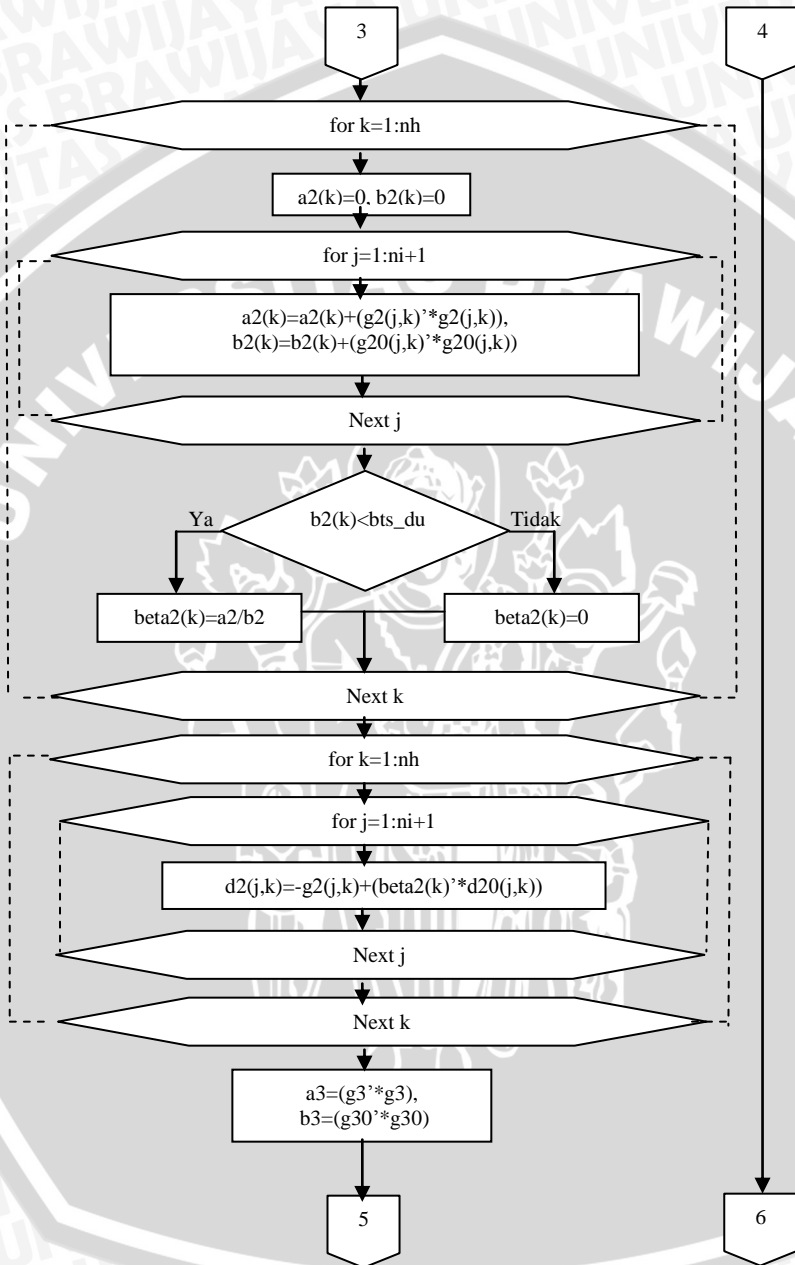 3
4
for k=1:nh
a2(k)=0, b2(k)=0
for j=1:ni+1
a2(k)=a2(k)+(g2(j,k)’*g2(j,k)),
b2(k)=b2(k)+(g20(j,k)’*g20(j,k))
Next j
b2(k)<bts_du
Ya
Tidak
beta2(k)=a2/b2
beta2(k)=0
Next k
for k=1:nh
for j=1:ni+1
d2(j,k)=-g2(j,k)+(beta2(k)’*d20(j,k))
Next j
Next k
a3=(g3’*g3),
b3=(g30’*g30)
5
6